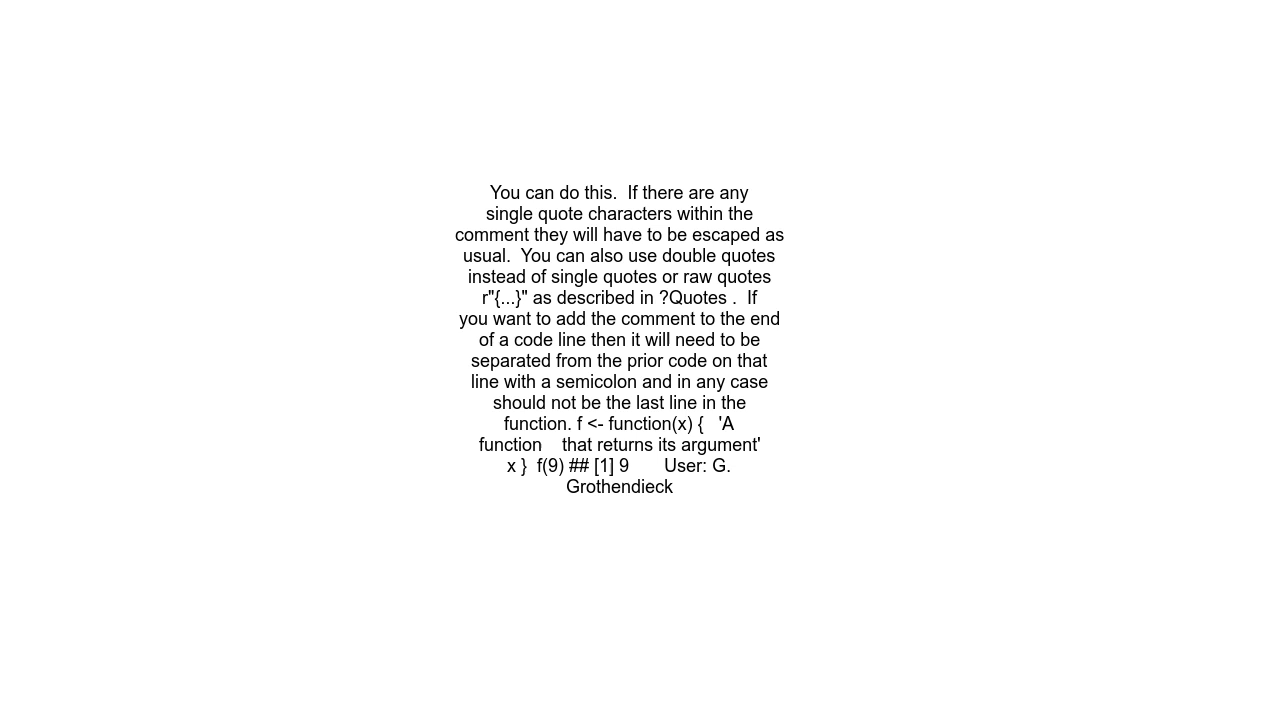 You can do this.  If there are any
single quote characters within the
comment they will have to be escaped as
usual.  You can also use double quotes
instead of single quotes or raw quotes
r"{...}" as described in ?Quotes .  If
you want to add the comment to the end
of a code line then it will need to be
separated from the prior code on that
line with a semicolon and in any case
should not be the last line in the
function. f <- function(x) {   'A
function    that returns its argument'
x }  f(9) ## [1] 9       User: G.
Grothendieck